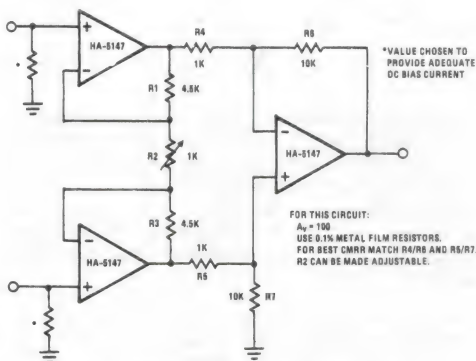 R4
R6
HA-5147
1K
10K
*VALUE CHOSEN TO
PROVIDE ADEQUATE
DC BIAS CURRENT
R1
4.5K
R2
1K
HA-5147
R3
4.5K
FOR THIS CIRCUIT:
Av = 100
USE 0.1% METAL FILM RESISTORS.
FOR BEST CMRR MATCH R4/R6 AND R5/R7.
R2 CAN BE MADE ADJUSTABLE.
HA-5147
1K
R5
10K
R7